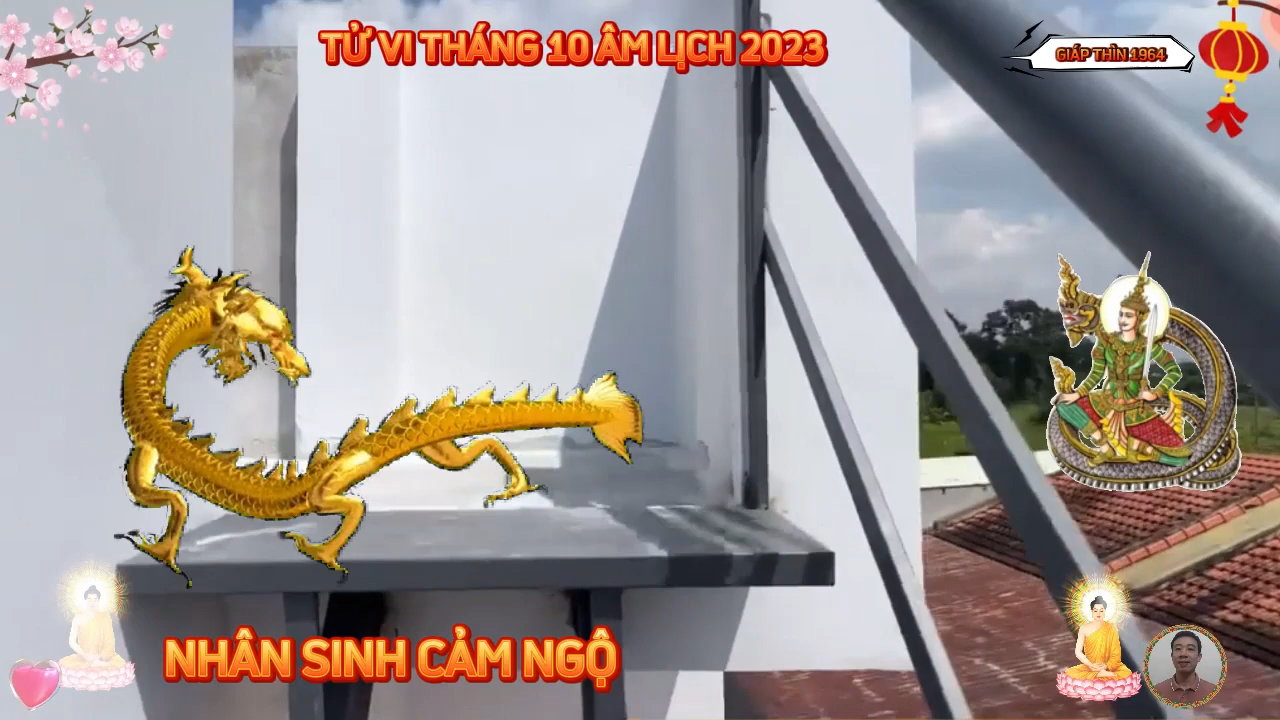 TỬ VI THÁNG 10 ÂM LỊCH 2023
GIÁP THÌN 1964
NHÂN SINH CẢM NGỘ